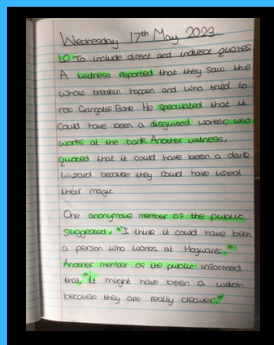 Wednesday 17th May 2023
LO To include direct and indirect quotes
A witness reported that they saw the
whole breakin happen and who tried to
rob Gringotts Bank. He speculated that it
could have been a disguised worker who
works at the bank. Another witness,
quoted that it could have been a dark
wizard because they could have used
their magic
One anonymous member of the public
suggested, "I think it could have been
a person who works at Hogwarts."
Another member of the public informed
that, "it might have been a witch
because they are really clever."